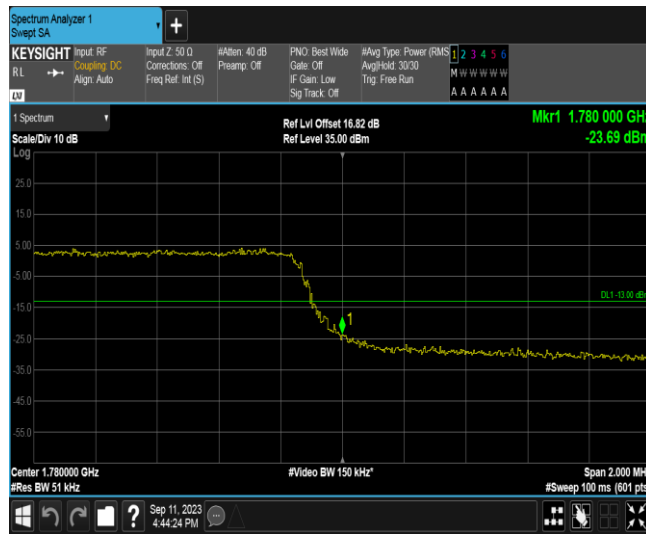 Spectrum Analyzer 1
Swept SA
+
KEYSIGHT
RL
LXI
Input: RF
Coupling: DC
Align: Auto
Input Z: 50 Ω
Corrections: Off
Freq Ref: Int (S)
#Atten: 40 dB
Preamp: Off
PNO: Best Wide
Gate: Off
IF Gain: Low
Sig Track: Off
#Avg Type: Power (RMS
Avg|Hold: 30/30
Trig: Free Run
1 2 3 4 5 6
M W W W W W
A A A A A A
1 Spectrum
Scale/Div 10 dB
Log
Ref Lvl Offset 16.82 dB
Ref Level 35.00 dBm
Mkr1 1.780 000 GHz
-23.69 dBm
25.0
15.0
5.00
-5.00
-15.0
-25.0
-35.0
-45.0
-55.0
DL1 -13.00 dBm
1
Center 1.780000 GHz
#Res BW 51 kHz
#Video BW 150 kHz*
Span 2.000 MH
#Sweep 100 ms (601 pts
?
Sep 11, 2023
4:44:24 PM